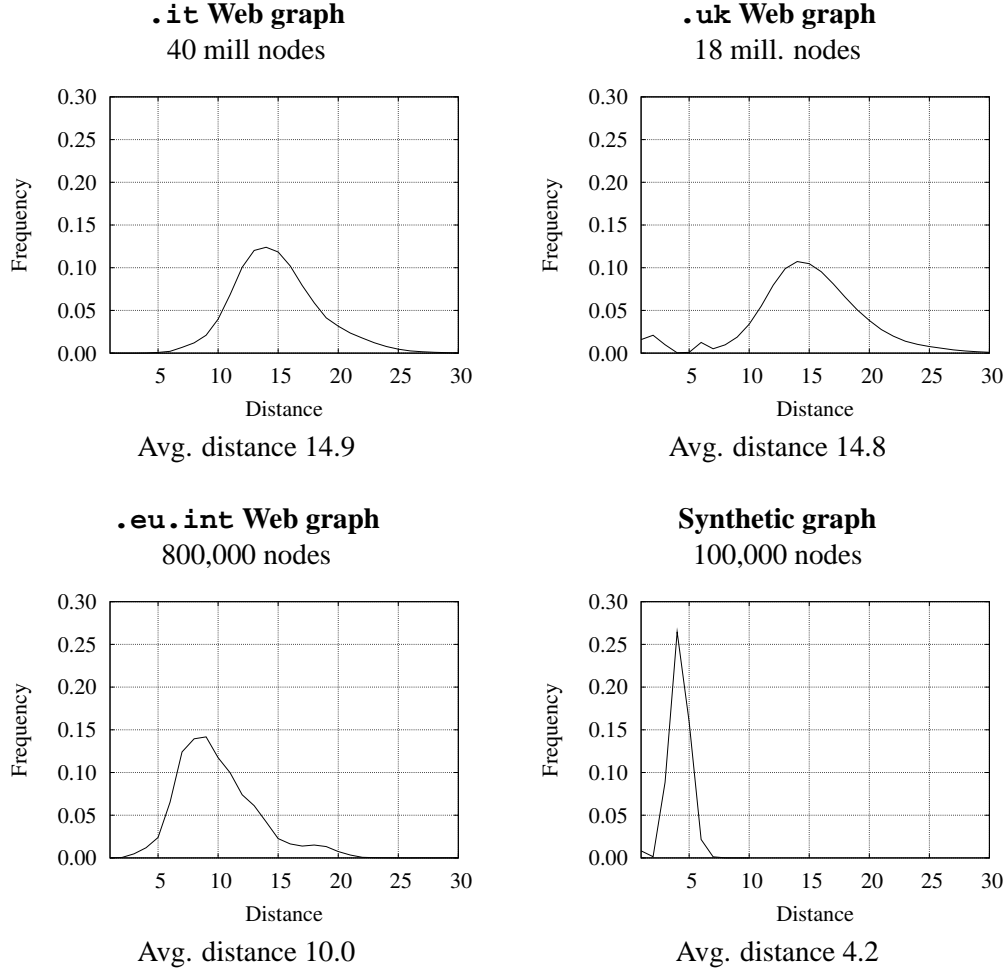 .it Web graph
40 mill nodes
0.30
0.25
0.20
0.15
0.10
0.05
0.00
Frequency
5 10 15 20 25 30
Distance
Avg. distance 14.9
.uk Web graph
18 mill. nodes
0.30
0.25
0.20
0.15
0.10
0.05
0.00
Frequency
5 10 15 20 25 30
Distance
Avg. distance 14.8
.eu.int Web graph
800,000 nodes
0.30
0.25
0.20
0.15
0.10
0.05
0.00
Frequency
5 10 15 20 25 30
Distance
Avg. distance 10.0
Synthetic graph
100,000 nodes
0.30
0.25
0.20
0.15
0.10
0.05
0.00
Frequency
5 10 15 20 25 30
Distance
Avg. distance 4.2